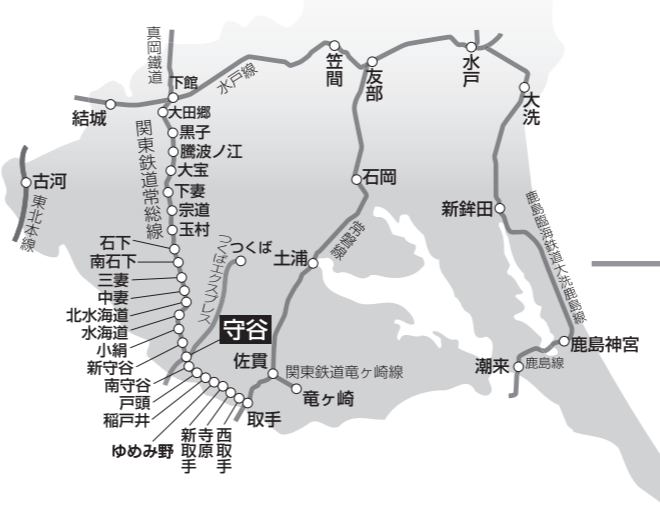 真岡鐵道
下館
水戸線
笠間
友部
水戸
大洗
結城
大田郷
黒子
騰波ノ江
大宝
下妻
宗道
玉村
関東鉄道常総線
古河
東北本線
石岡
新鉾田
鹿島臨海鉄道大洗鹿島線
石下
南石下
三妻
中妻
北水海道
水海道
小絹
新守谷
つくば
つくばエクスプレス
土浦
常磐線
守谷
佐貫
関東鉄道竜ヶ崎線
竜ヶ崎
潮来
鹿島線
鹿島神宮
南守谷
戸頭
稲戸井
ゆめみ野
新取手
寺原
西取手
取手